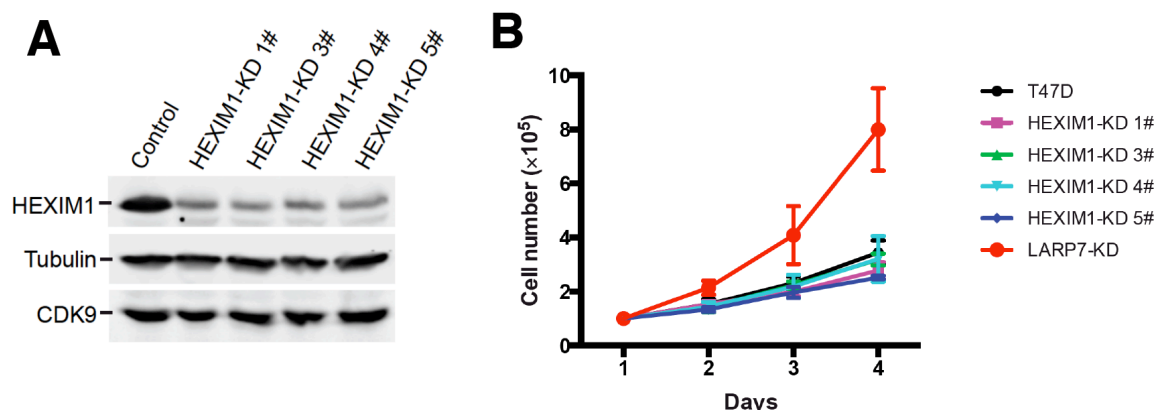 A
Control
HEXIM1-KD 1#
HEXIM1-KD 3#
HEXIM1-KD 4#
HEXIM1-KD 5#
HEXIM1
Tubulin
CDK9
B
Cell number (×10⁵)
10
8
6
4
2
0
1 2 3 4
Days
T47D
HEXIM1-KD 1#
HEXIM1-KD 3#
HEXIM1-KD 4#
HEXIM1-KD 5#
LARP7-KD